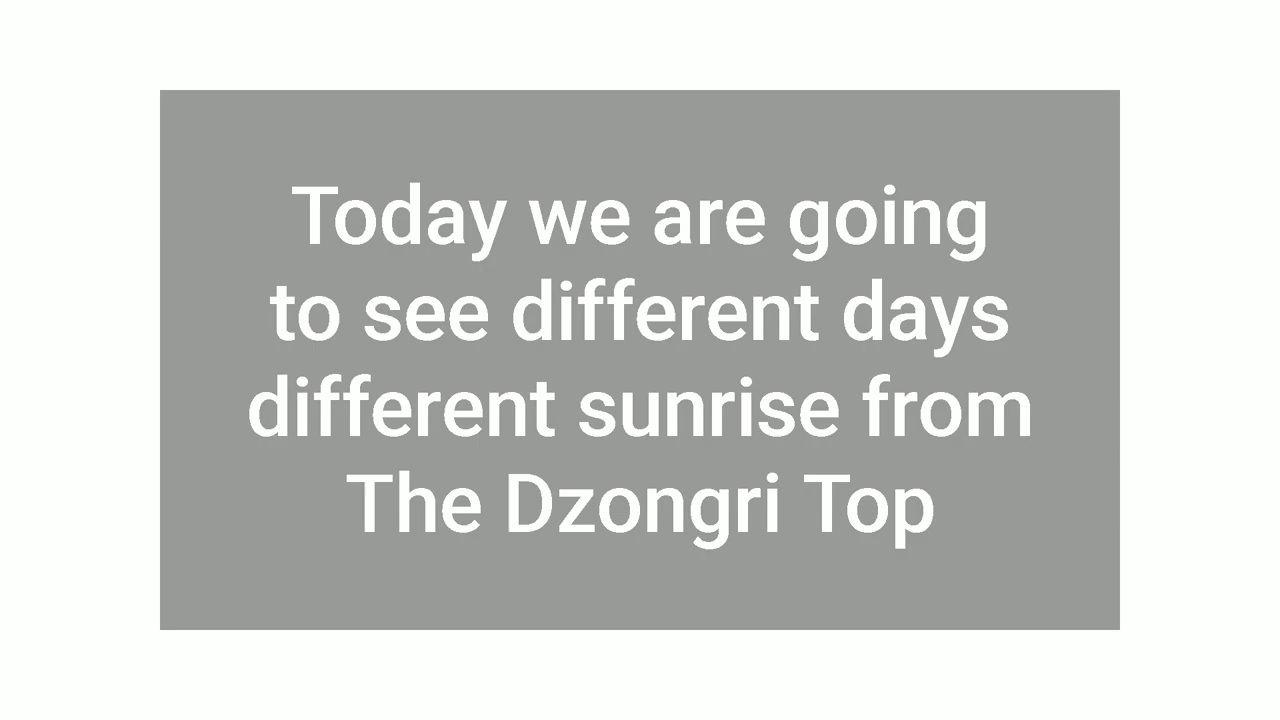 Today we are going
to see different days
different sunrise from
The Dzongri Top